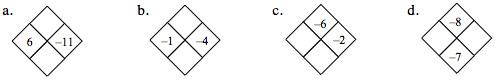 a. 6 –11 b. –1 –4 c. –6 –2 d. –8 –7